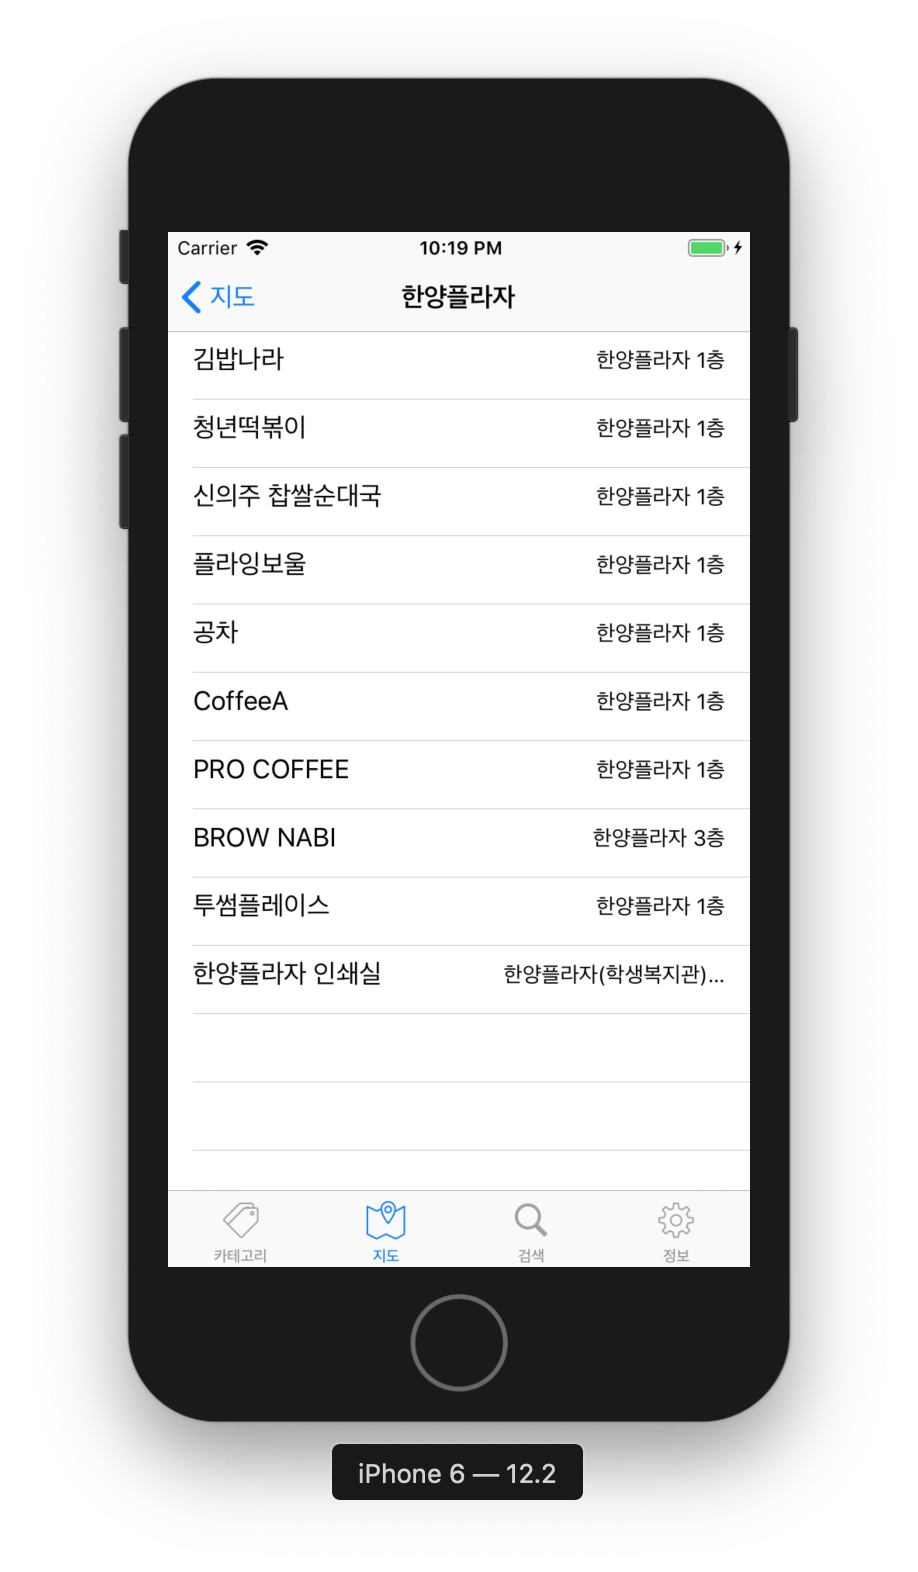 Carrier 10:19 PM
지도 한양플라자
김밥나라 한양플라자 1층
청년떡볶이 한양플라자 1층
신의주 찹쌀순대국 한양플라자 1층
플라잉보울 한양플라자 1층
공차 한양플라자 1층
CoffeeA 한양플라자 1층
PRO COFFEE 한양플라자 1층
BROW NABI 한양플라자 3층
투썸플레이스 한양플라자 1층
한양플라자 인쇄실 한양플라자(학생복지관)...
카테고리 지도 검색 정보
iPhone 6 — 12.2